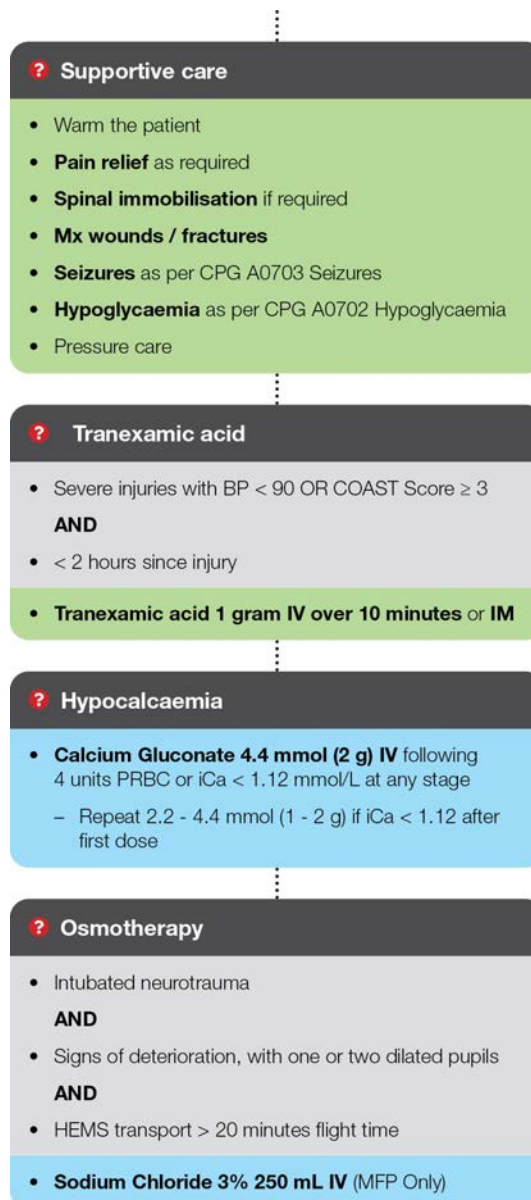 ? Supportive care
• Warm the patient
• Pain relief as required
• Spinal immobilisation if required
• Mx wounds / fractures
• Seizures as per CPG A0703 Seizures
• Hypoglycaemia as per CPG A0702 Hypoglycaemia
• Pressure care
? Tranexamic acid
• Severe injuries with BP < 90 OR COAST Score ≥ 3
AND
• < 2 hours since injury
• Tranexamic acid 1 gram IV over 10 minutes or IM
? Hypocalcaemia
• Calcium Gluconate 4.4 mmol (2 g) IV following
4 units PRBC or iCa < 1.12 mmol/L at any stage
– Repeat 2.2 - 4.4 mmol (1 - 2 g) if iCa < 1.12 after
first dose
? Osmotherapy
• Intubated neurotrauma
AND
• Signs of deterioration, with one or two dilated pupils
AND
• HEMS transport > 20 minutes flight time
• Sodium Chloride 3% 250 mL IV (MFP Only)